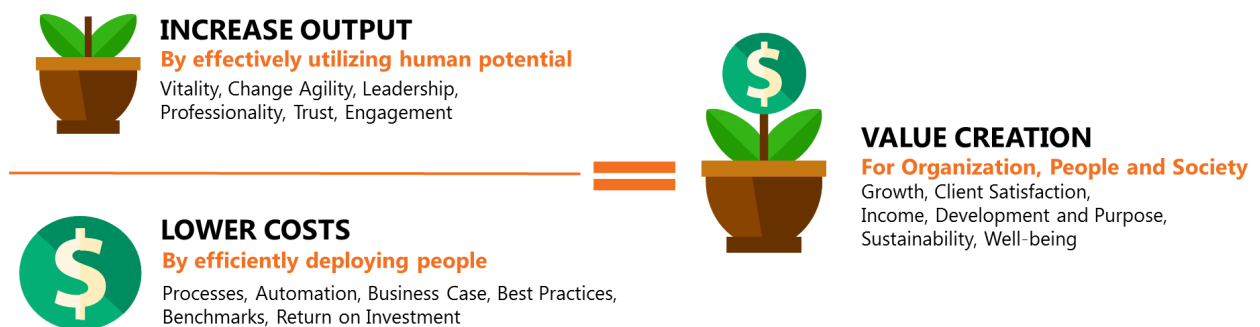 INCREASE OUTPUT
By effectively utilizing human potential
Vitality, Change Agility, Leadership,
Professionality, Trust, Engagement
LOWER COSTS
By efficiently deploying people
Processes, Automation, Business Case, Best Practices,
Benchmarks, Return on Investment
$
=
$
VALUE CREATION
For Organization, People and Society
Growth, Client Satisfaction,
Income, Development and Purpose,
Sustainability, Well-being